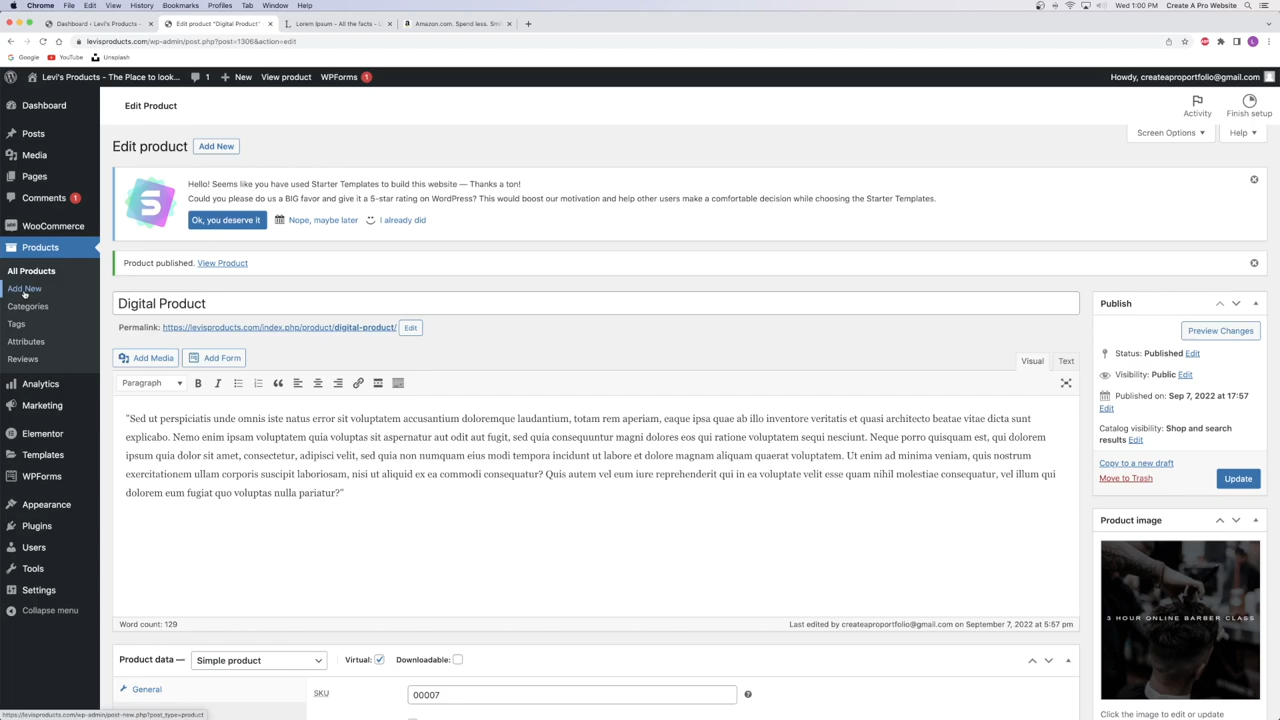 Chrome File Edit View History Bookmarks Profiles Tab Window Help
Wed 1:00 PM Create A Pro Website
Dashboard ‹ Levi's Products —
Edit product "Digital Product"
Lorem Ipsum - All the facts - L
Amazon.com. Spend less. Smi
levisproducts.com/wp-admin/post.php?post=1306&action=edit
Google YouTube Unsplash
Levi's Products - The Place to look...
1
New
View product
WPForms 1
Howdy, createaproportfolio@gmail.com
Dashboard
Posts
Media
Pages
Comments 1
WooCommerce
Products
All Products
Add New
Categories
Tags
Attributes
Reviews
Analytics
Marketing
Elementor
Templates
WPForms
Appearance
Plugins
Users
Tools
Settings
Collapse menu
Edit Product
Activity
Finish setup
Screen Options ▼
Help ▼
Edit product
Add New
S
Hello! Seems like you have used Starter Templates to build this website — Thanks a ton!
Could you please do us a BIG favor and give it a 5-star rating on WordPress? This would boost our motivation and help other users make a comfortable decision while choosing the Starter Templates.
Ok, you deserve it
Nope, maybe later
I already did
Product published. View Product
Digital Product
Permalink: https://levisproducts.com/index.php/product/digital-product/ Edit
Add Media
Add Form
Visual
Text
Paragraph
B
I
"Sed ut perspiciatis unde omnis iste natus error sit voluptatem accusantium doloremque laudantium, totam rem aperiam, eaque ipsa quae ab illo inventore veritatis et quasi architecto beatae vitae dicta sunt
explicabo. Nemo enim ipsam voluptatem quia voluptas sit aspernatur aut odit aut fugit, sed quia consequuntur magni dolores eos qui ratione voluptatem sequi nesciunt. Neque porro quisquam est, qui dolorem
ipsum quia dolor sit amet, consectetur, adipisci velit, sed quia non numquam eius modi tempora incidunt ut labore et dolore magnam aliquam quaerat voluptatem. Ut enim ad minima veniam, quis nostrum
exercitationem ullam corporis suscipit laboriosam, nisi ut aliquid ex ea commodi consequatur? Quis autem vel eum iure reprehenderit qui in ea voluptate velit esse quam nihil molestiae consequatur, vel illum qui
dolorem eum fugiat quo voluptas nulla pariatur?"
Word count: 129
Last edited by createaproportfolio@gmail.com on September 7, 2022 at 5:57 pm
Product data —
Simple product
Virtual:
Downloadable:
General
SKU
00007
Publish
Preview Changes
Status: Published Edit
Visibility: Public Edit
Published on: Sep 7, 2022 at 17:57
Edit
Catalog visibility: Shop and search
results Edit
Copy to a new draft
Move to Trash
Update
Product image
3 HOUR ONLINE BARBER CLASS
Click the image to edit or update
https://levisproducts.com/wp-admin/post-new.php?post_type=product